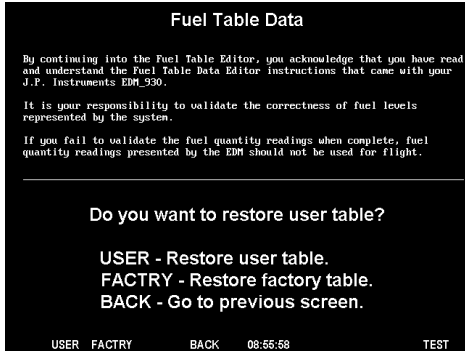 Fuel Table Data
By continuing into the Fuel Table Editor, you acknowledge that you have read
and understand the Fuel Table Data Editor instructions that came with your
J.P. Instruments EDM_930.
It is your responsibility to validate the correctness of fuel levels
represented by the system.
If you fail to validate the fuel quantity readings when complete, fuel
quantity readings presented by the EDM should not be used for flight.
Do you want to restore user table?
USER - Restore user table.
FACTRY - Restore factory table.
BACK - Go to previous screen.
USER FACTRY BACK 08:55:58 TEST